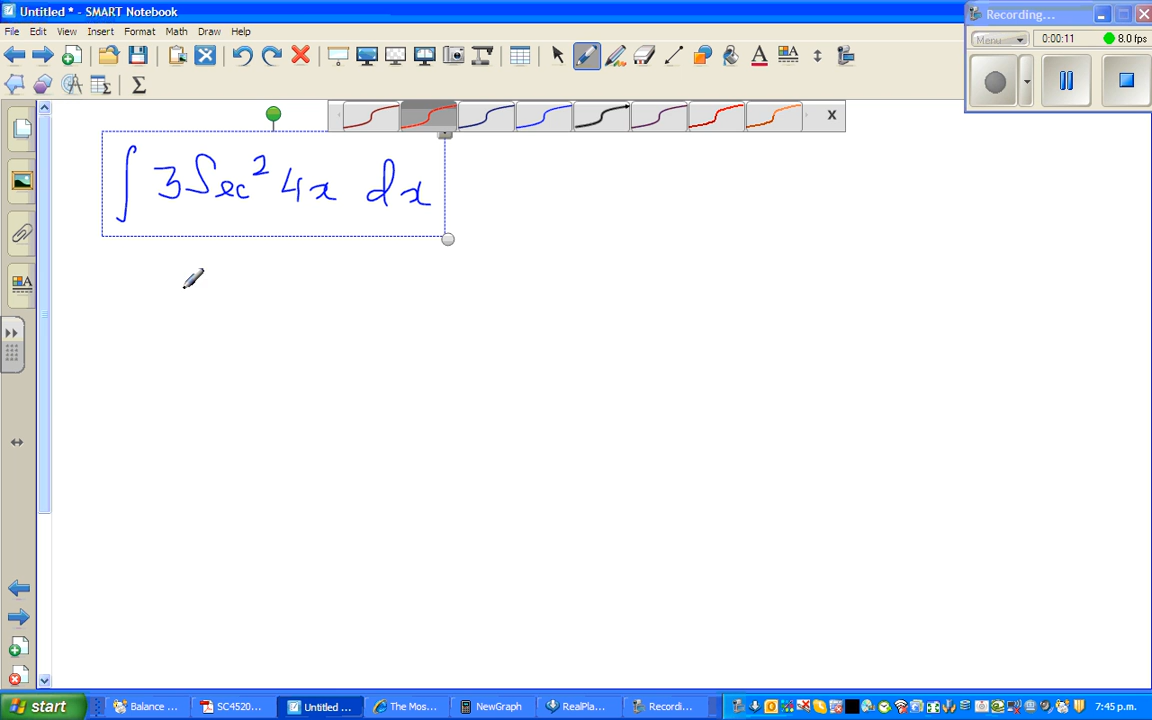 Untitled * - SMART Notebook
Recording...
File Edit View Insert Format Math Draw Help
Menu 0:00:11 8.0 fps
Σ
x
∫ 3Sec² 4x dx
start Balance ... SC4520... Untitled ... The Mos... NewGraph RealPla... Recordi... 7:45 p.m.